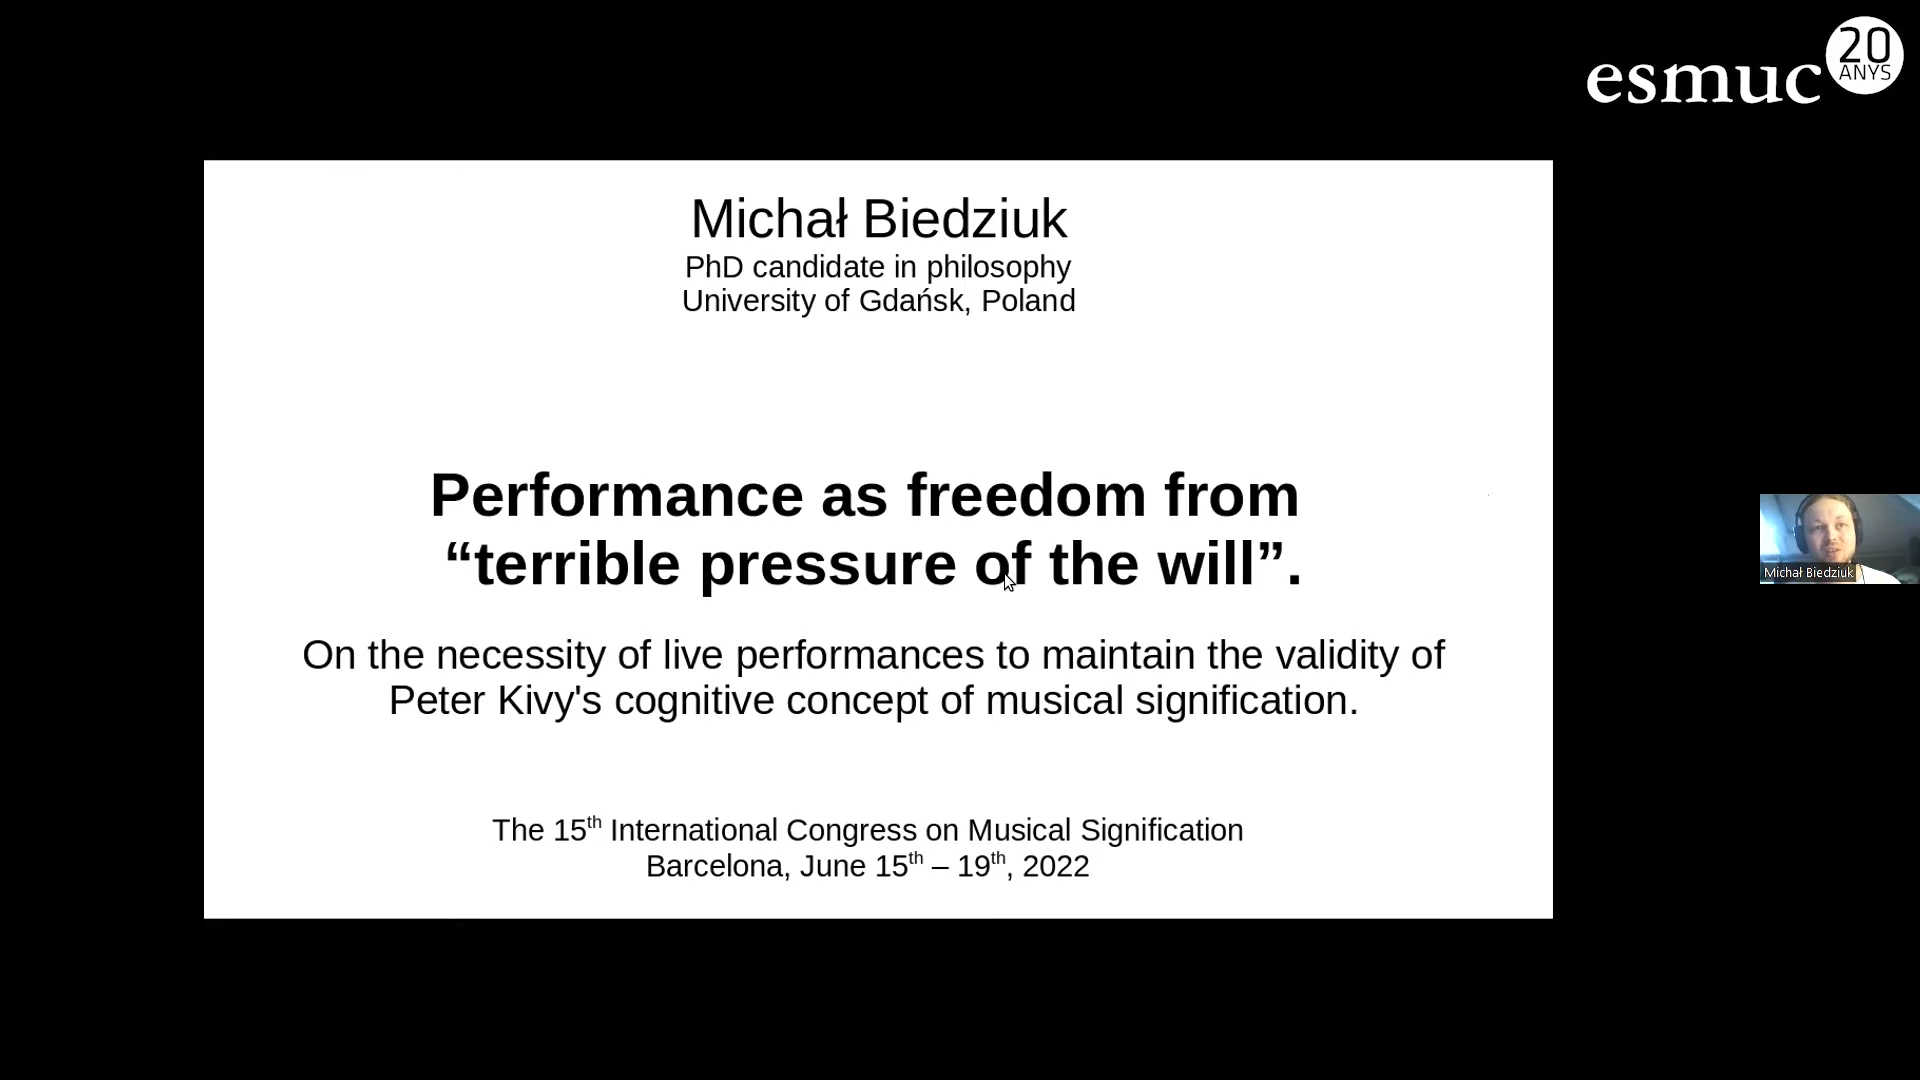 esmuc
20
ANYS
Michał Biedziuk
PhD candidate in philosophy
University of Gdańsk, Poland
Performance as freedom from
“terrible pressure of the will”.
On the necessity of live performances to maintain the validity of
Peter Kivy's cognitive concept of musical signification.
The 15th International Congress on Musical Signification
Barcelona, June 15th – 19th, 2022
Michał Biedziuk